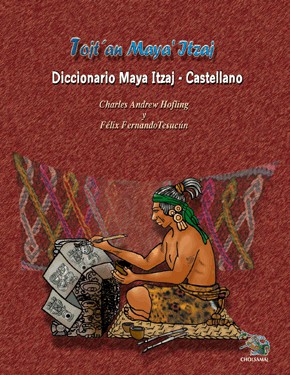 Tojt'an Maya' Itzaj
Diccionario Maya Itzaj - Castellano
Charles Andrew Hofling
y
Félix FernandoTesucún
CHOLSAMAJ